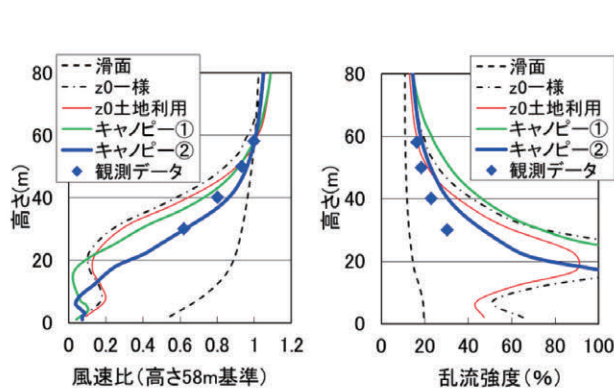 滑面
z0一様
z0土地利用
キャノピー①
キャノピー②
観測データ
80
60
40
20
0
高さ(m)
0 0.2 0.4 0.6 0.8 1 1.2
風速比(高さ58m基準)
滑面
z0一様
z0土地利用
キャノピー①
キャノピー②
観測データ
80
60
40
20
0
高さ(m)
0 20 40 60 80 100
乱流強度(%)